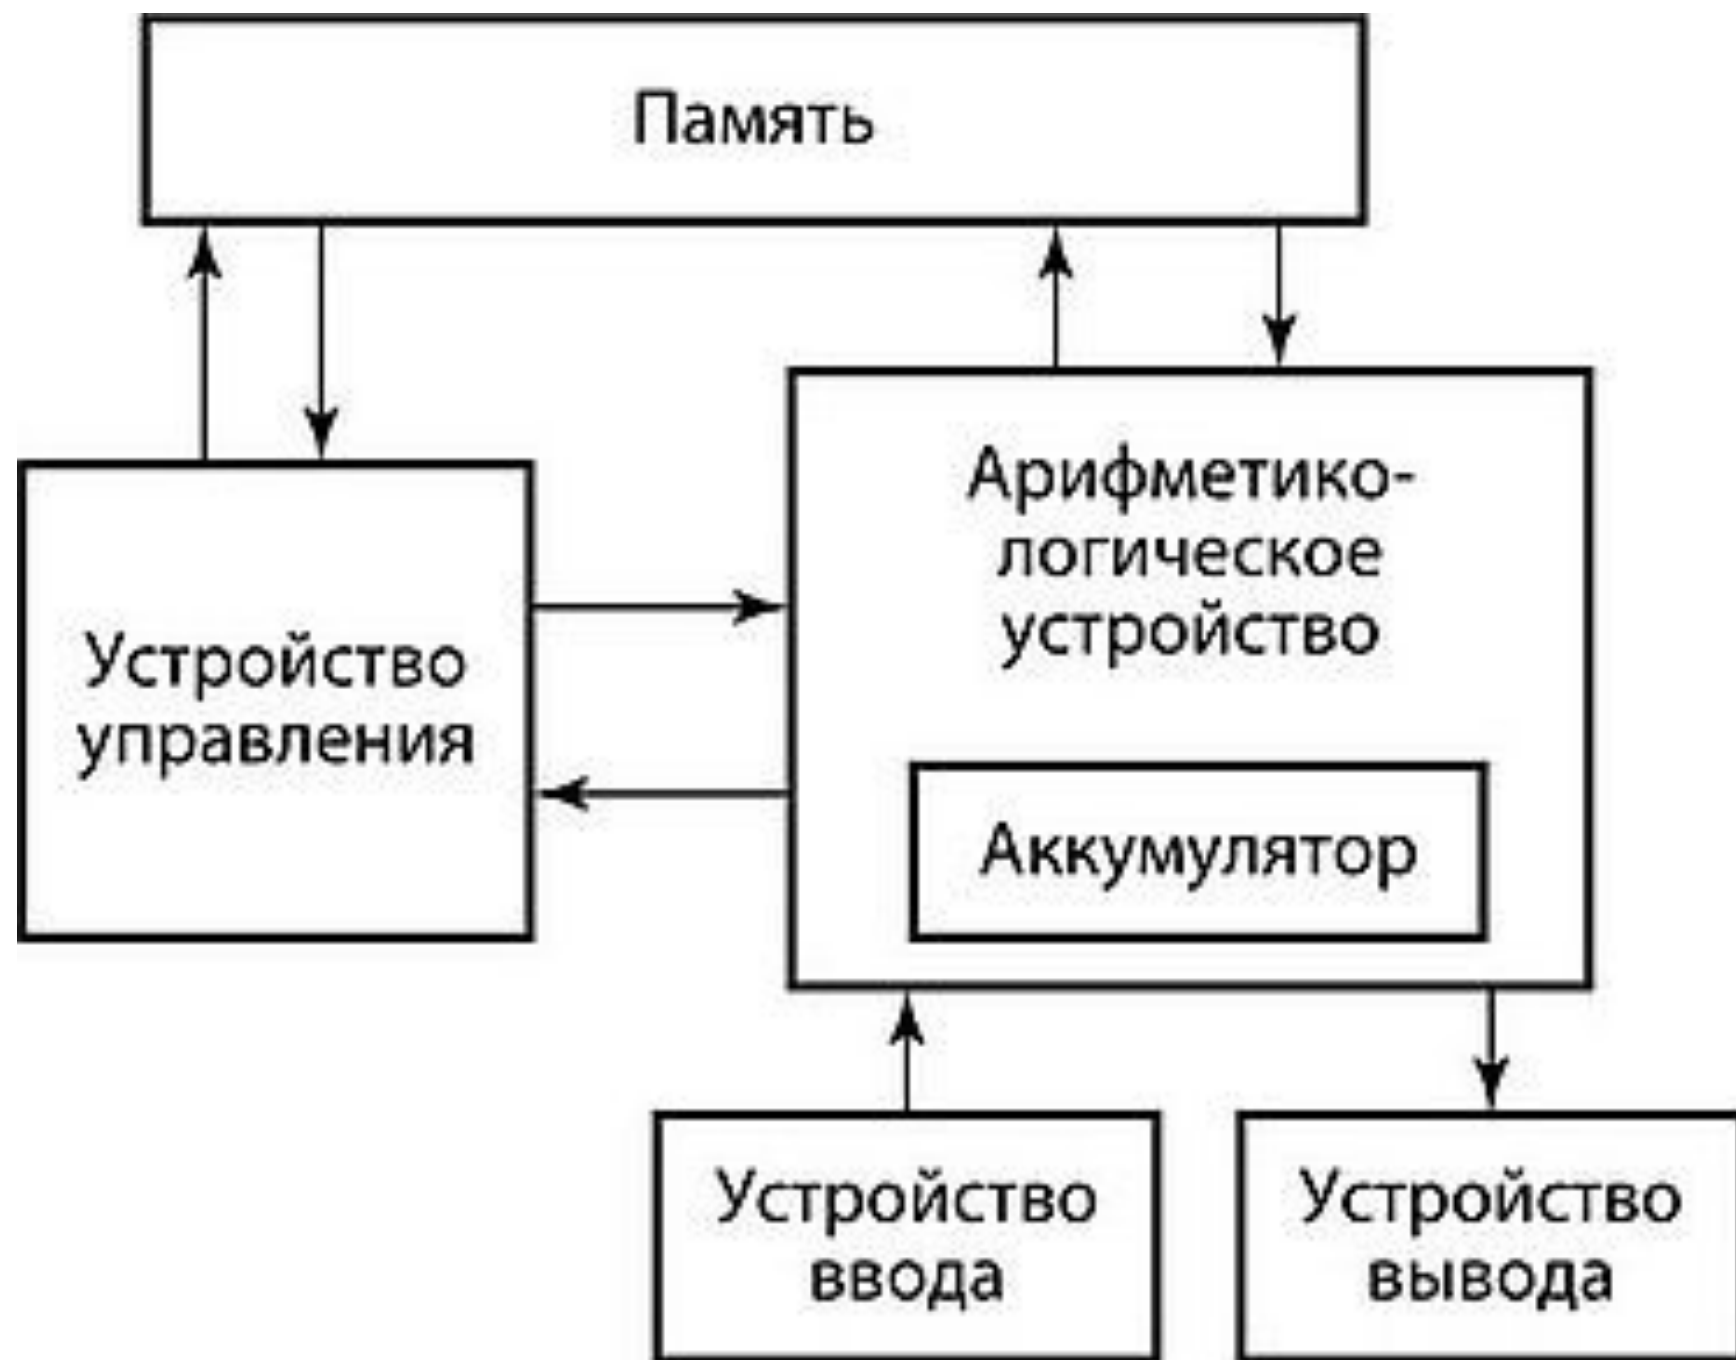 Память
Арифметико-
логическое
устройство
Устройство
управления
Аккумулятор
Устройство
ввода
Устройство
вывода